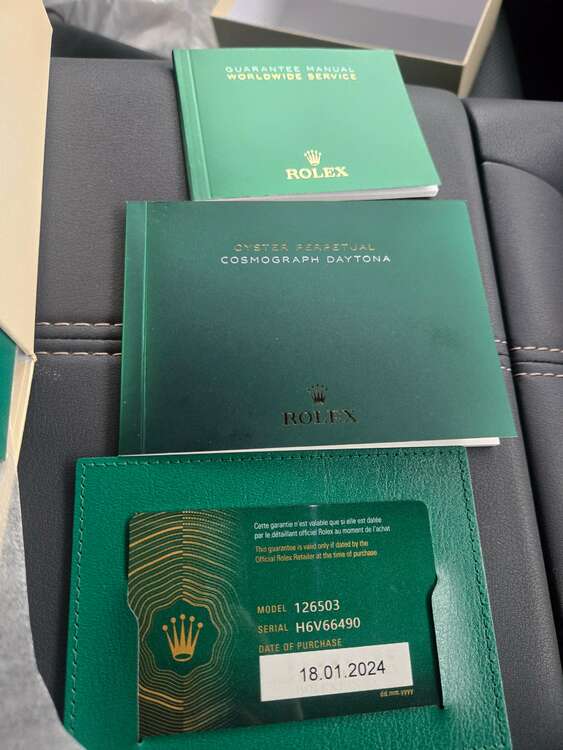 GUARANTEE MANUAL
WORLDWIDE SERVICE
ROLEX
OYSTER PERPETUAL
COSMOGRAPH DAYTONA
ROLEX
Cette garantie n'est valable que si elle est datée
par le détaillant officiel Rolex au moment de l'achat
This guarantee is valid only if dated by the
Official Rolex Retailer at the time of purchase
MODEL 126503
SERIAL H6V66490
DATE OF PURCHASE
18.01.2024
dd.mm.yyyy